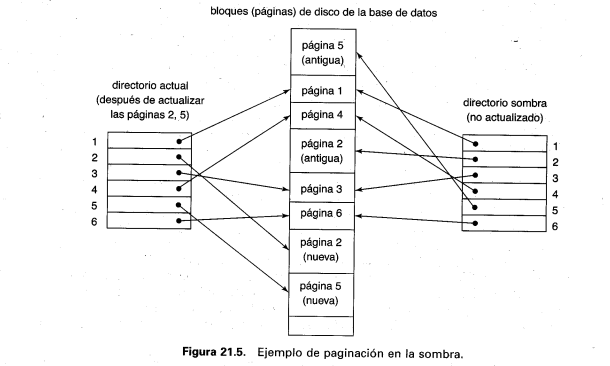 bloques (páginas) de disco de la base de datos
directorio actual
(después de actualizar
las páginas 2, 5)
1
2
3
4
5
6
página 5
(antigua)
página 1
página 4
página 2
(antigua)
página 3
página 6
página 2
(nueva)
página 5
(nueva)
directorio sombra
(no actualizado)
1
2
3
4
5
6
Figura 21.5. Ejemplo de paginación en la sombra.